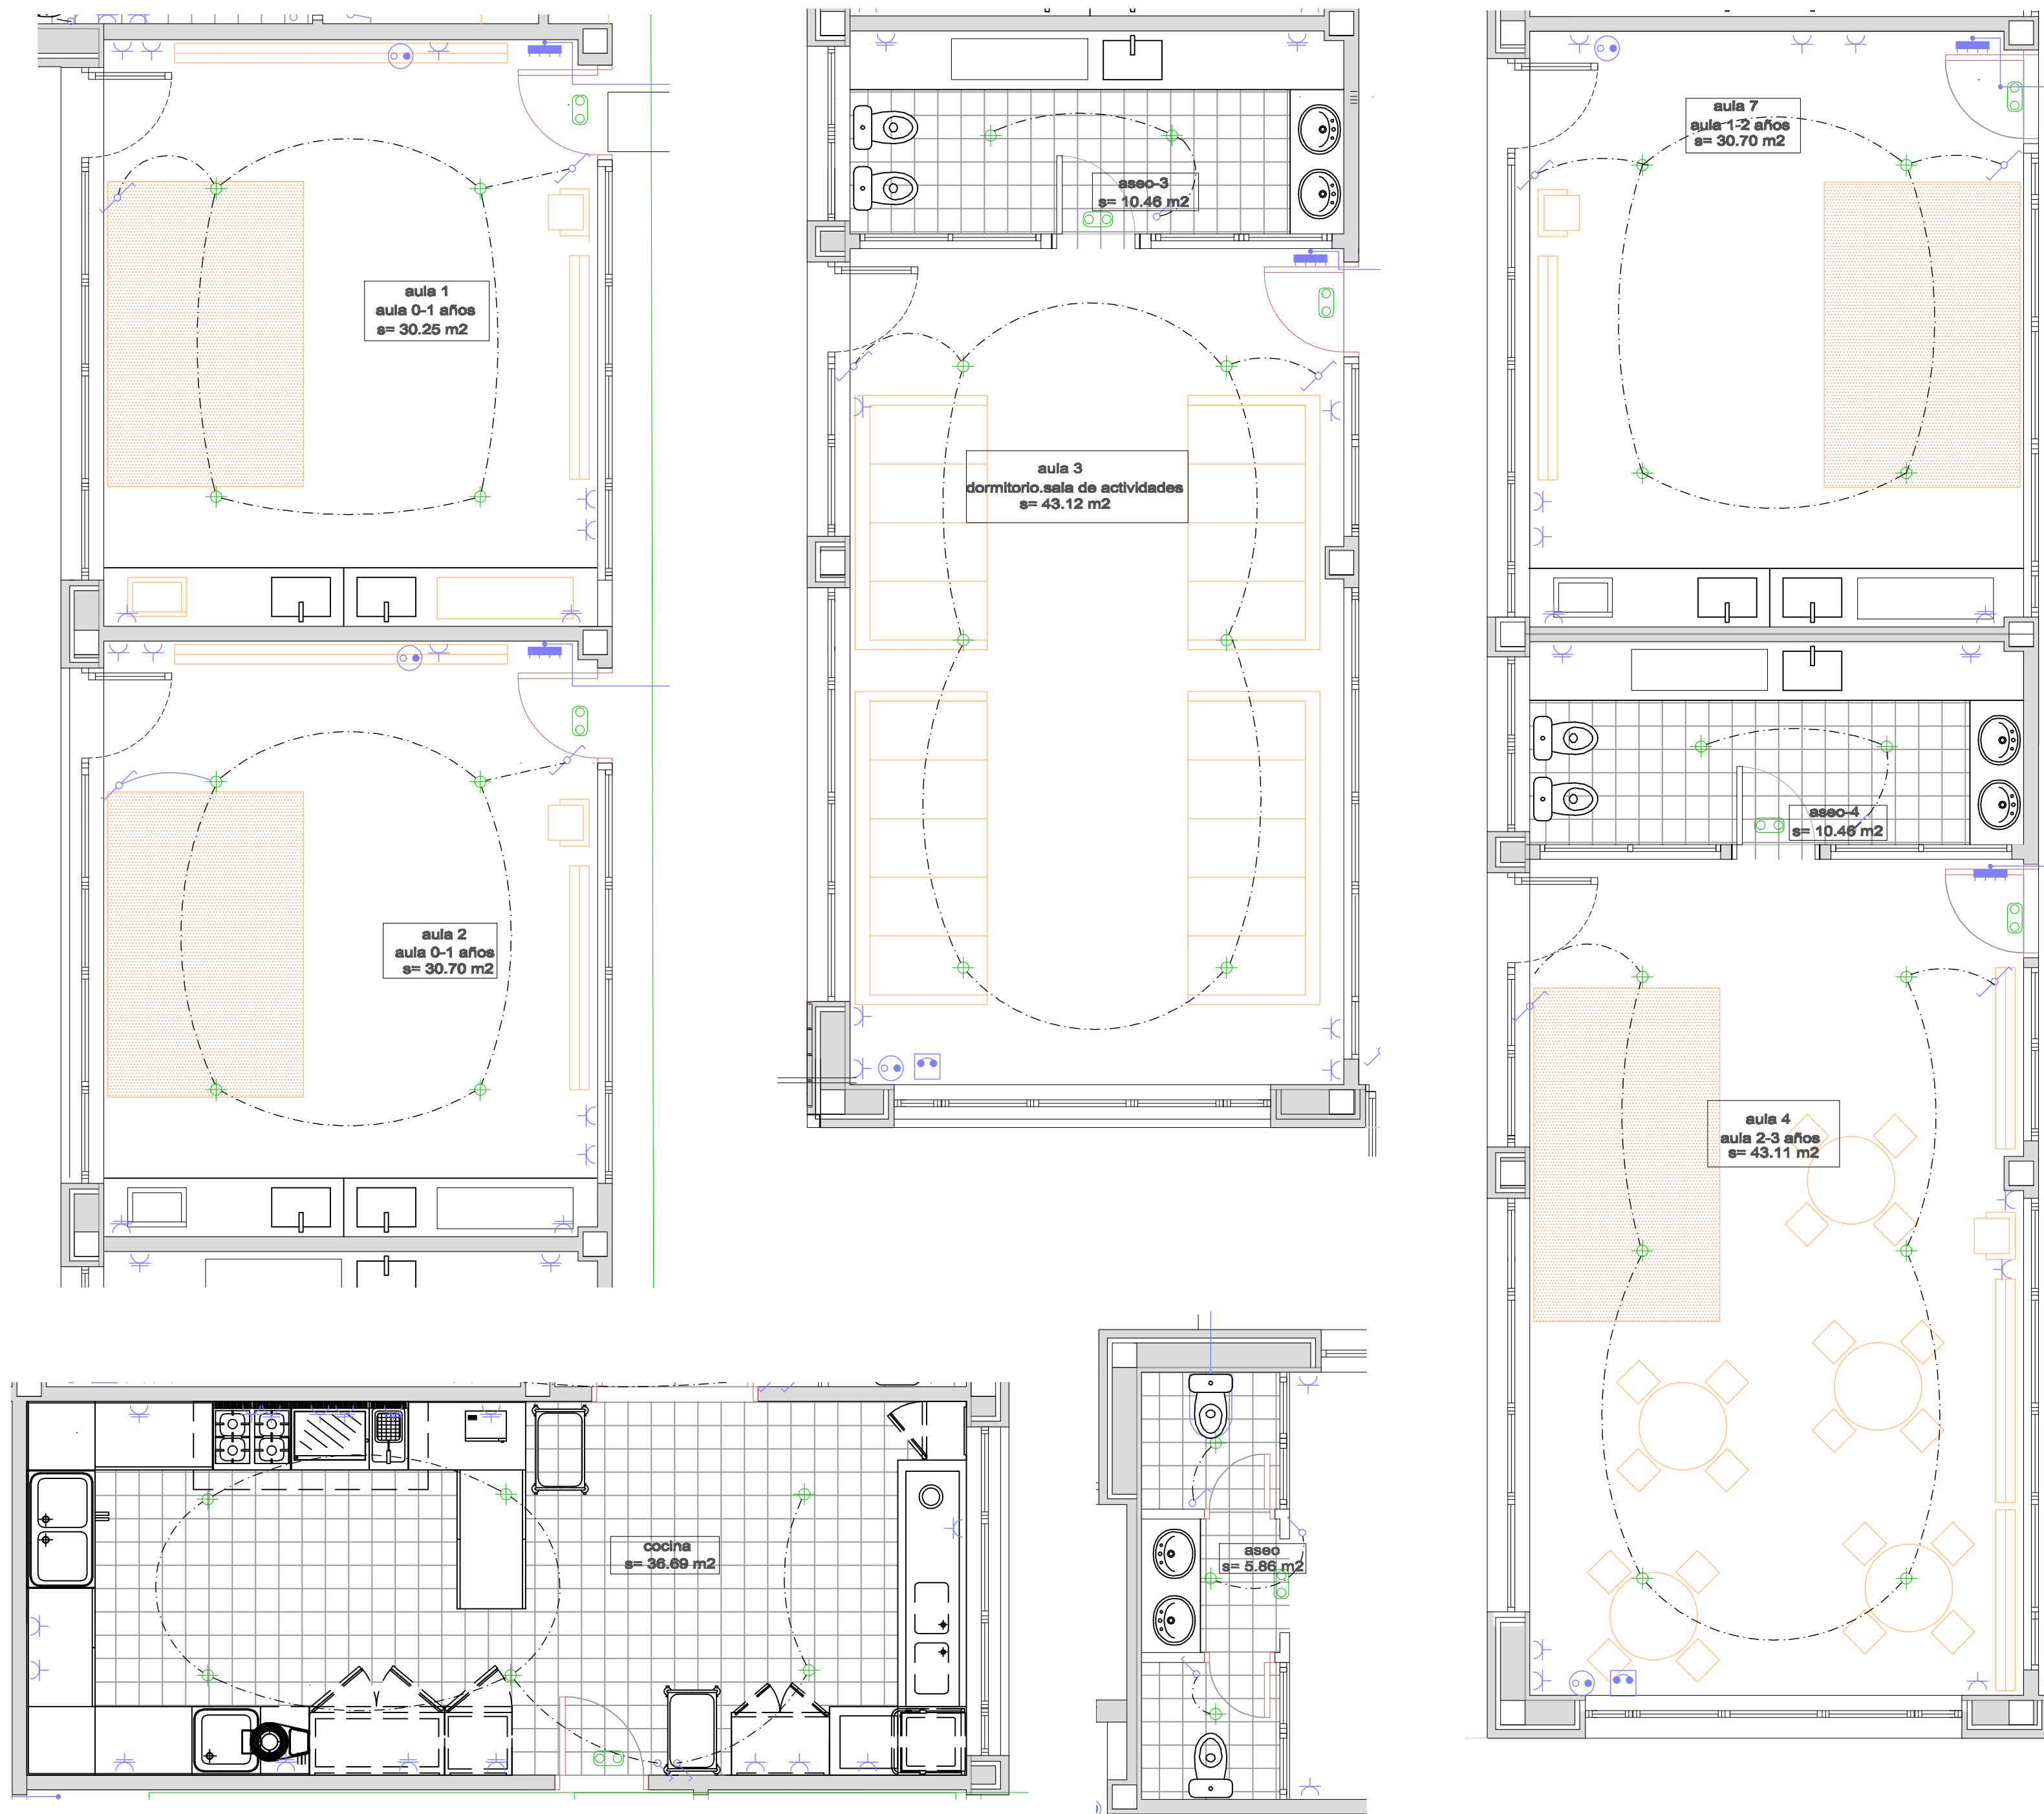 aula 1
aula 0-1 años
s= 30.25 m2
aula 2
aula 0-1 años
s= 30.70 m2
aseo-3
s= 10.46 m2
aula 3
dormitorio.sala de actividades
s= 43.12 m2
aula 7
aula 1-2 años
s= 30.70 m2
aseo-4
s= 10.46 m2
aula 4
aula 2-3 años
s= 43.11 m2
cocina
s= 36.69 m2
aseo
s= 5.86 m2